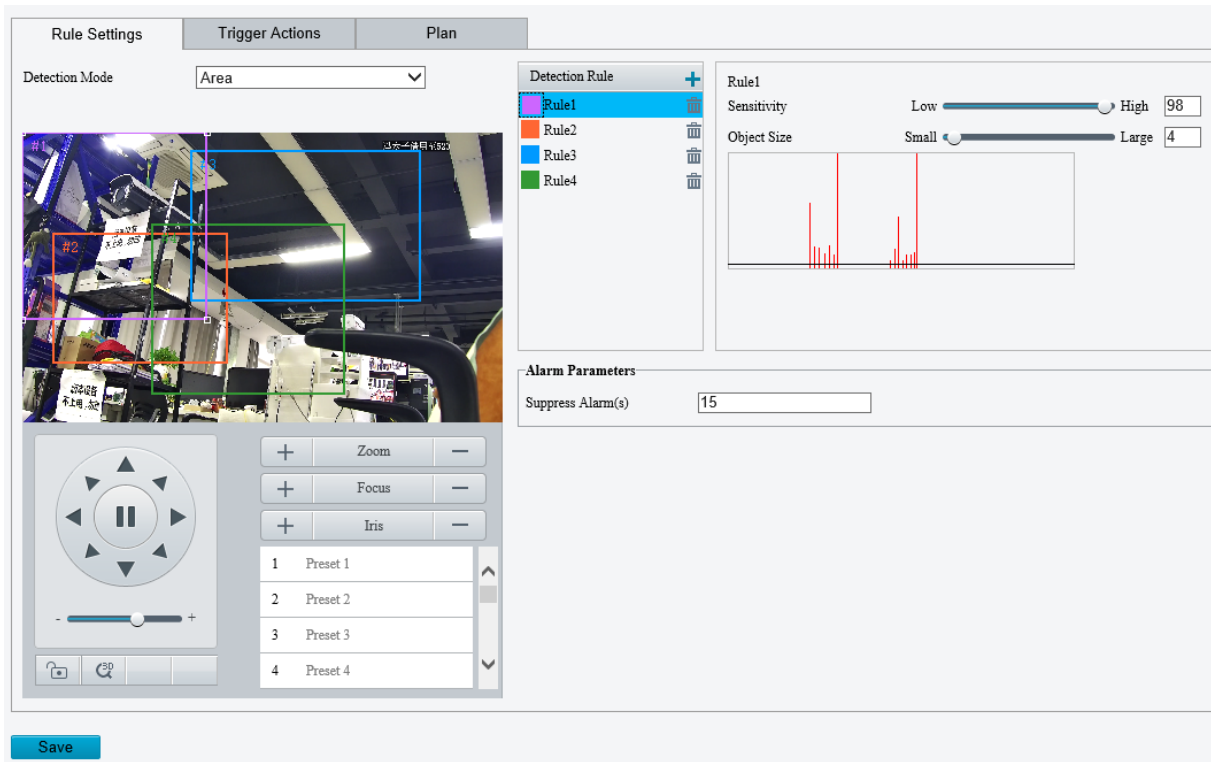 Rule Settings
Trigger Actions
Plan
Detection Mode
Area
#1
#3
#2
Detection Rule
Rule1
Rule2
Rule3
Rule4
Rule1
Sensitivity
Low
High
98
Object Size
Small
Large
4
Alarm Parameters
Suppress Alarm(s)
15
Zoom
Focus
Iris
1 Preset 1
2 Preset 2
3 Preset 3
4 Preset 4
- +
3D
Save